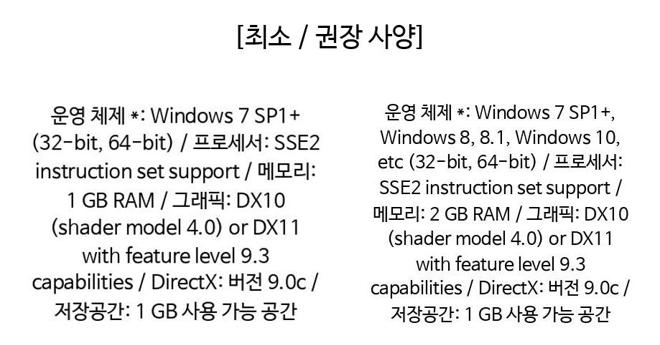 [최소 / 권장 사양]
운영 체제 *: Windows 7 SP1+
(32-bit, 64-bit) / 프로세서: SSE2
instruction set support / 메모리:
1 GB RAM / 그래픽: DX10
(shader model 4.0) or DX11
with feature level 9.3
capabilities / DirectX: 버전 9.0c /
저장공간: 1 GB 사용 가능 공간
운영 체제 *: Windows 7 SP1+,
Windows 8, 8.1, Windows 10,
etc (32-bit, 64-bit) / 프로세서:
SSE2 instruction set support /
메모리: 2 GB RAM / 그래픽: DX10
(shader model 4.0) or DX11
with feature level 9.3
capabilities / DirectX: 버전 9.0c /
저장공간: 1 GB 사용 가능 공간